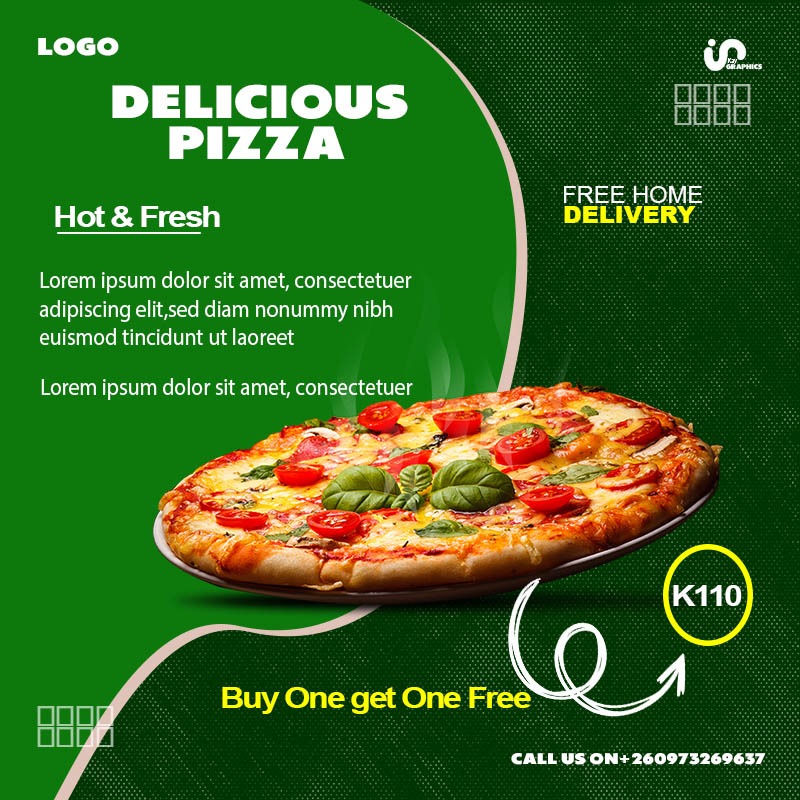 LOGO
Kay
GRAPHICS
DELICIOUS
PIZZA
FREE HOME
DELIVERY
Hot & Fresh
Lorem ipsum dolor sit amet, consectetuer
adipiscing elit,sed diam nonummy nibh
euismod tincidunt ut laoreet
Lorem ipsum dolor sit amet, consectetuer
K110
Buy One get One Free
CALL US ON+260973269637